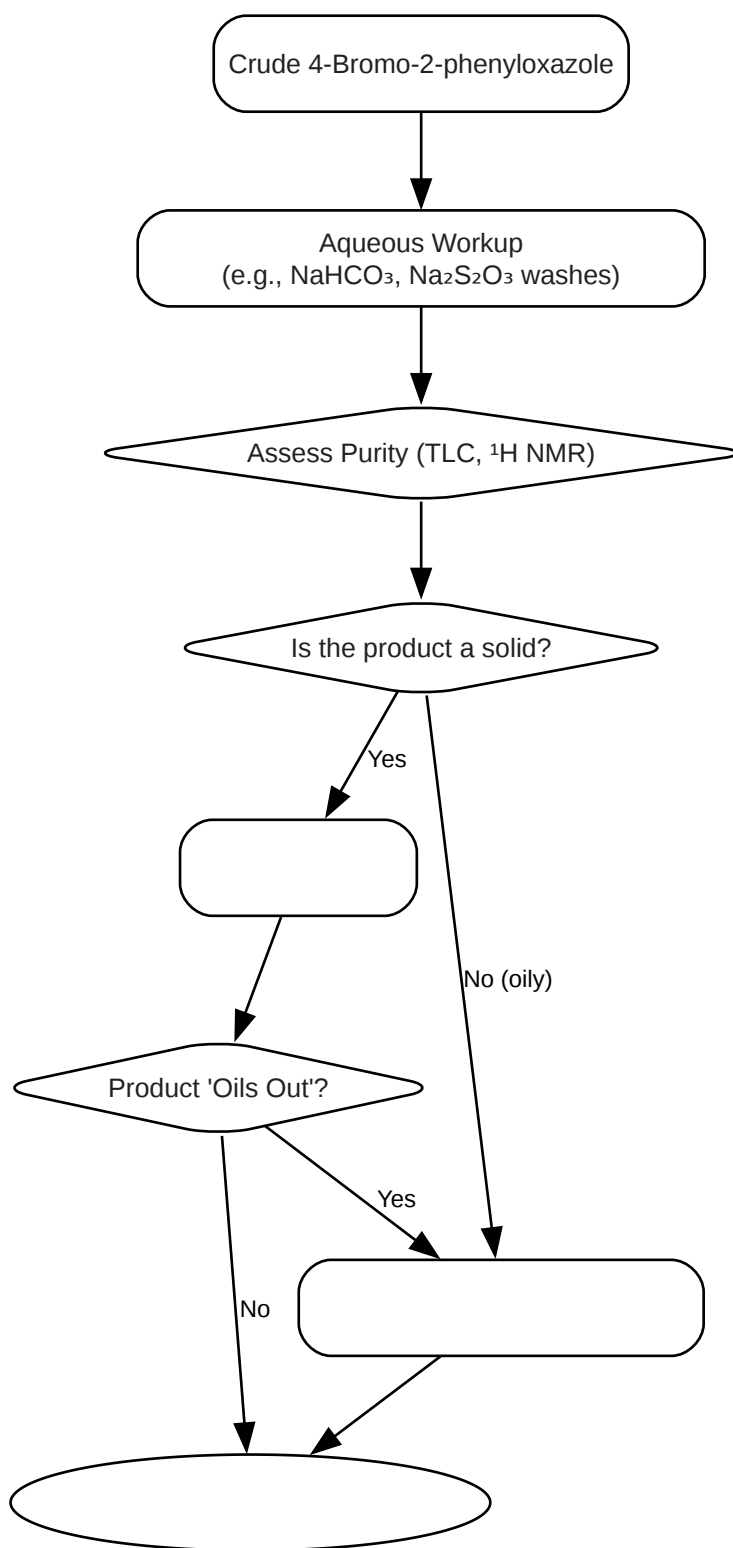 Crude 4-Bromo-2-phenyloxazole
Aqueous Workup
(e.g., NaHCO₃, Na₂S₂O₃ washes)
Assess Purity (TLC, ¹H NMR)
Is the product a solid?
Yes
No (oily)
Product 'Oils Out'?
Yes
No